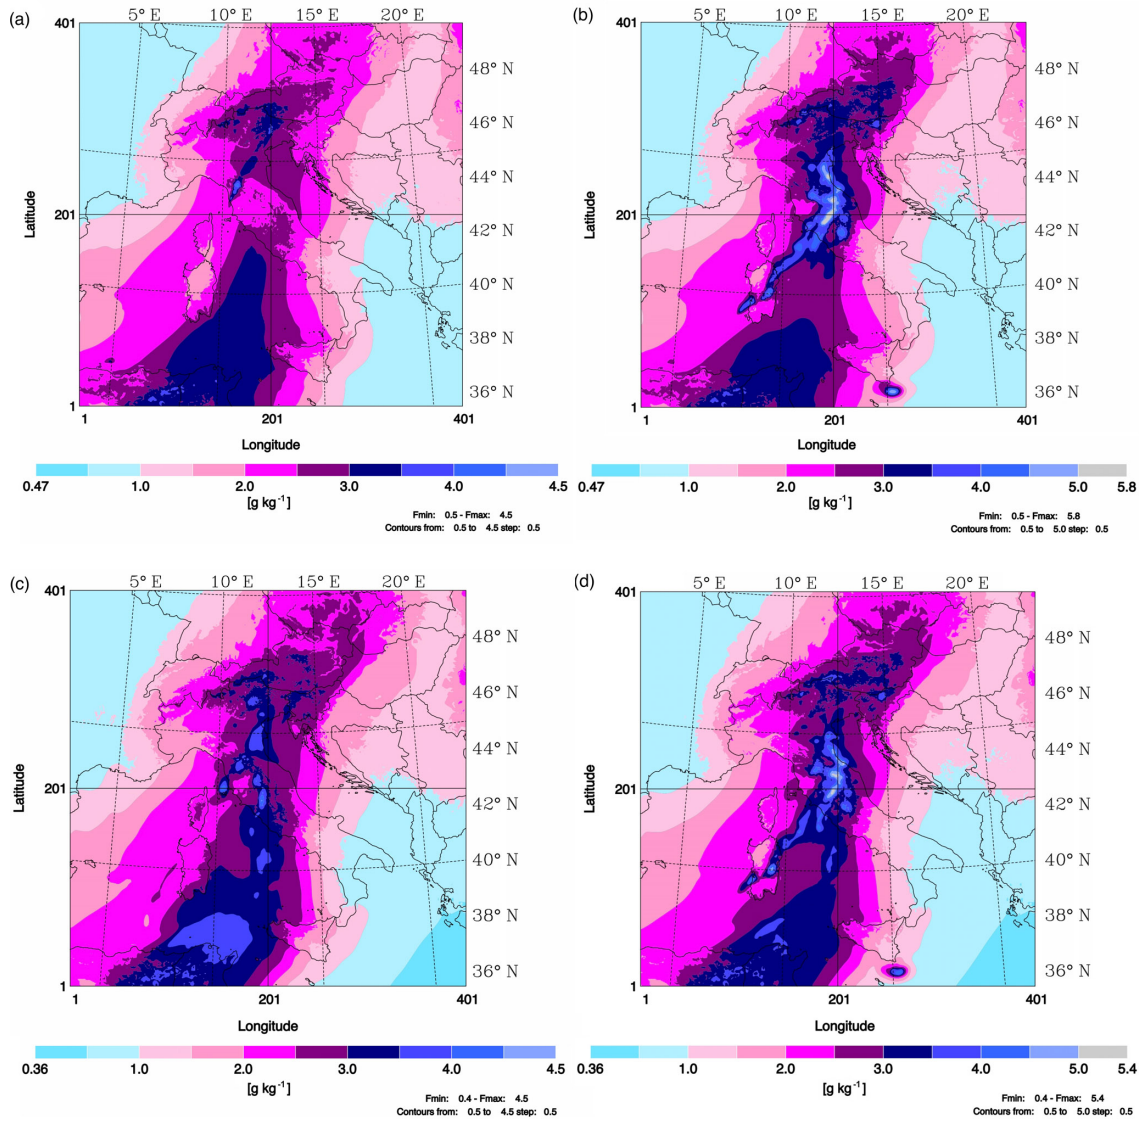 (a)
401 5° E 10° E 15° E 20° E
48° N
46° N
44° N
201
42° N
40° N
38° N
36° N
1
Latitude
1 201 401
Longitude
0.47 1.0 2.0 3.0 4.0 4.5
[g kg⁻¹]
Fmin: 0.5 - Fmax: 4.5
Contours from: 0.5 to 4.5 step: 0.5
(b)
401 5° E 10° E 15° E 20° E
48° N
46° N
44° N
201
42° N
40° N
38° N
36° N
1
Latitude
1 201 401
Longitude
0.47 1.0 2.0 3.0 4.0 5.0 5.8
[g kg⁻¹]
Fmin: 0.5 - Fmax: 5.8
Contours from: 0.5 to 5.0 step: 0.5
(c)
401 5° E 10° E 15° E 20° E
48° N
46° N
44° N
201
42° N
40° N
38° N
36° N
1
Latitude
1 201 401
Longitude
0.36 1.0 2.0 3.0 4.0 4.5
[g kg⁻¹]
Fmin: 0.4 - Fmax: 4.5
Contours from: 0.5 to 4.5 step: 0.5
(d)
401 5° E 10° E 15° E 20° E
48° N
46° N
44° N
201
42° N
40° N
38° N
36° N
1
Latitude
1 201 401
Longitude
0.36 1.0 2.0 3.0 4.0 5.0 5.4
[g kg⁻¹]
Fmin: 0.4 - Fmax: 5.4
Contours from: 0.5 to 5.0 step: 0.5